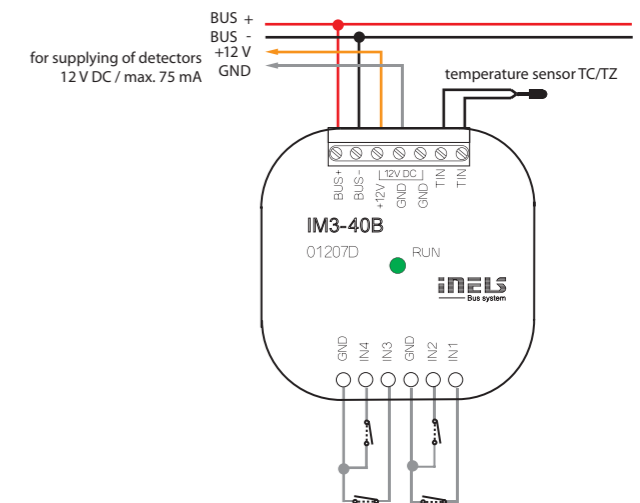 BUS +
BUS -
+12 V
for supplying of detectors
12 V DC / max. 75 mA
GND
temperature sensor TC/TZ
BUS+
BUS-
+12V
12V DC
GND
GND
TIN
TIN
IM3-40B
01207D
RUN
iNELS
Bus system
GND
IN4
IN3
GND
IN2
IN1